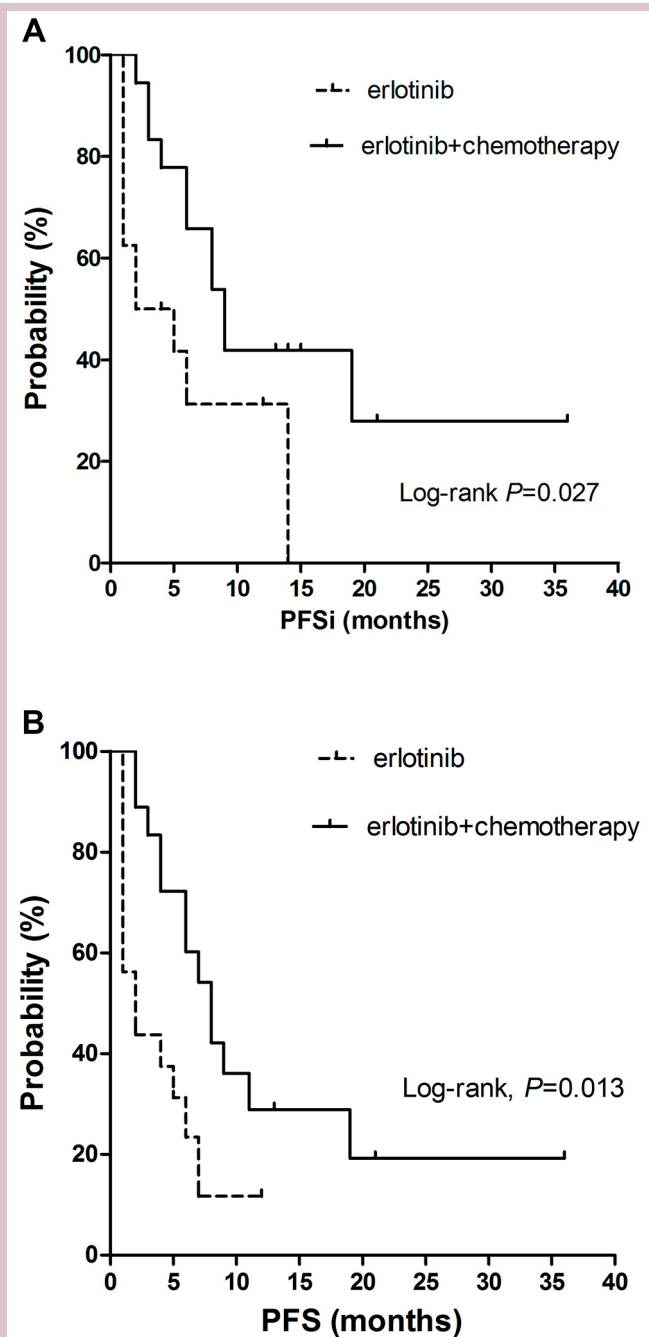 A
100
80
60
40
20
0
Probability (%)
erlotinib
erlotinib+chemotherapy
Log-rank P=0.027
0 5 10 15 20 25 30 35 40
PFSi (months)
B
100
80
60
40
20
0
Probability (%)
erlotinib
erlotinib+chemotherapy
Log-rank, P=0.013
0 5 10 15 20 25 30 35 40
PFS (months)